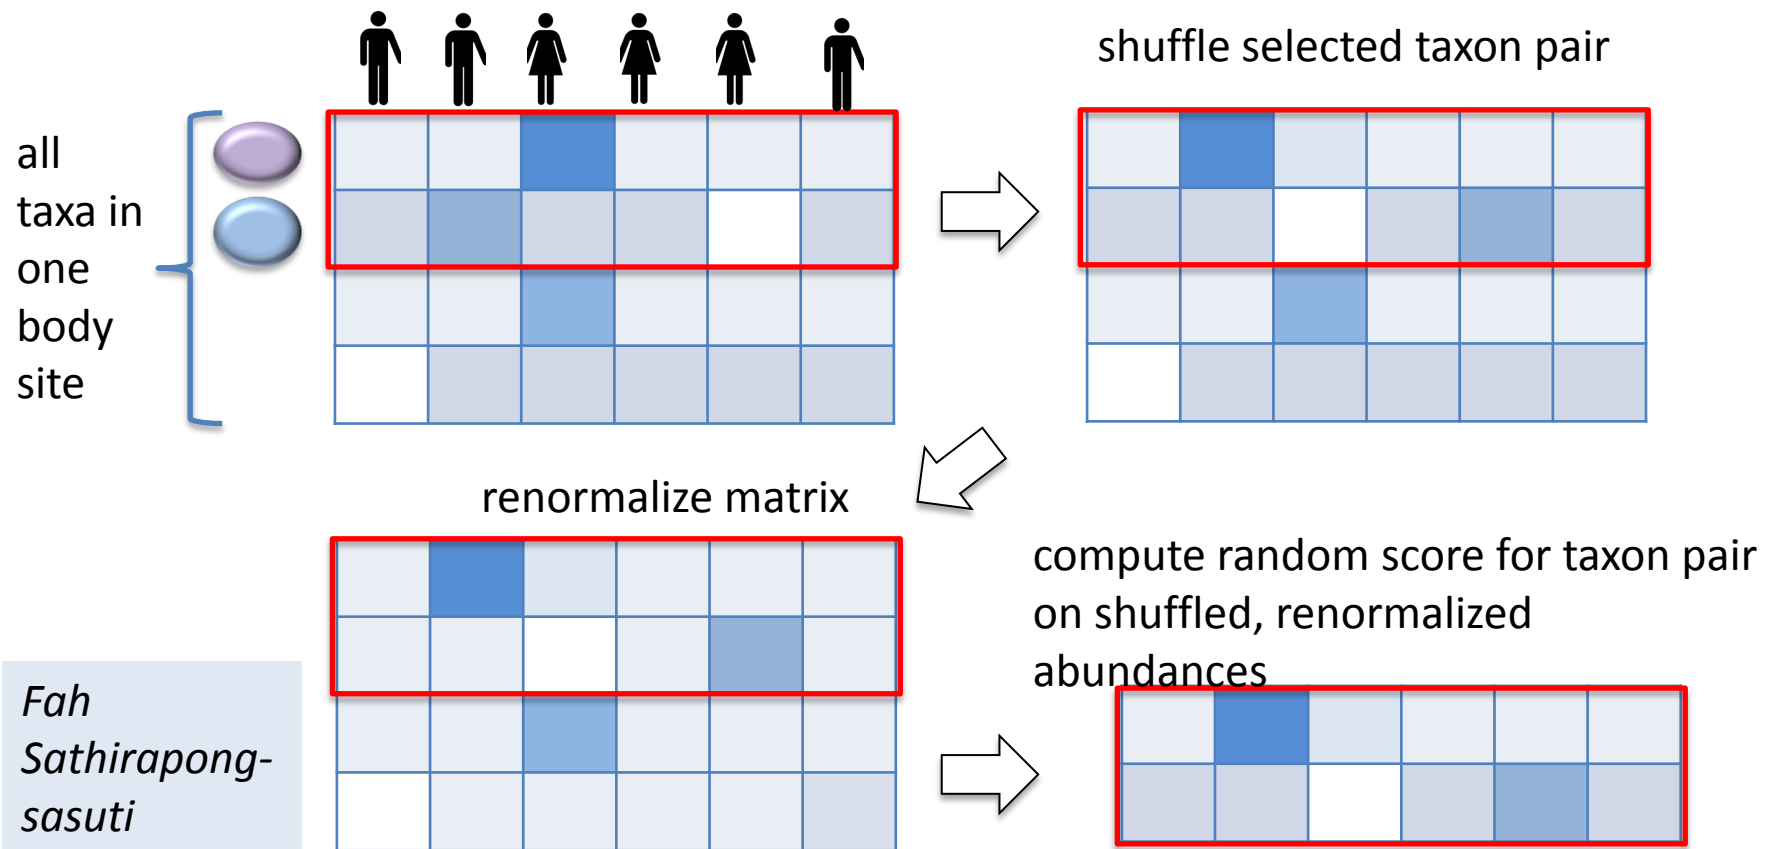 shuffle selected taxon pair
all
taxa in
one
body
site
renormalize matrix
compute random score for taxon pair
on shuffled, renormalized
abundances
Fah
Sathirapong-
sasuti